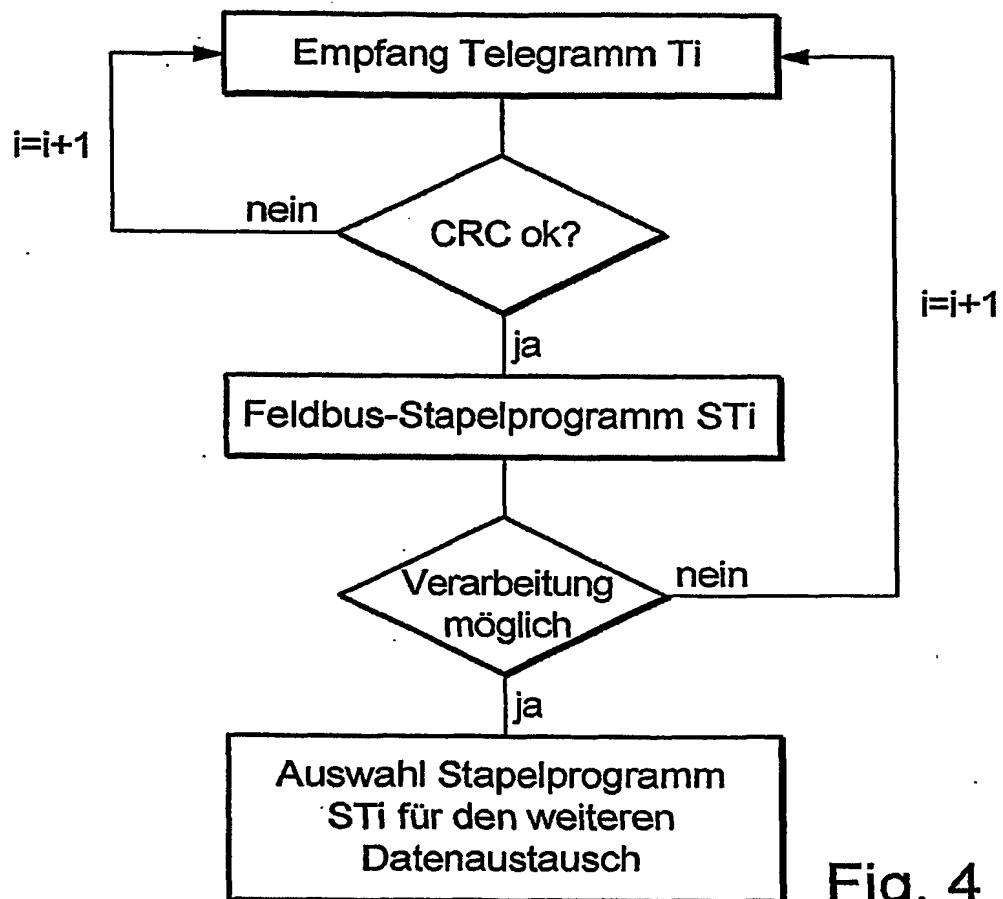 Empfang Telegramm Ti
i=i+1
nein
CRC ok?
i=i+1
ja
Feldbus-Stapelprogramm STi
Verarbeitung
möglich
nein
ja
Auswahl Stapelprogramm
STi für den weiteren
Datenaustausch
Fig. 4